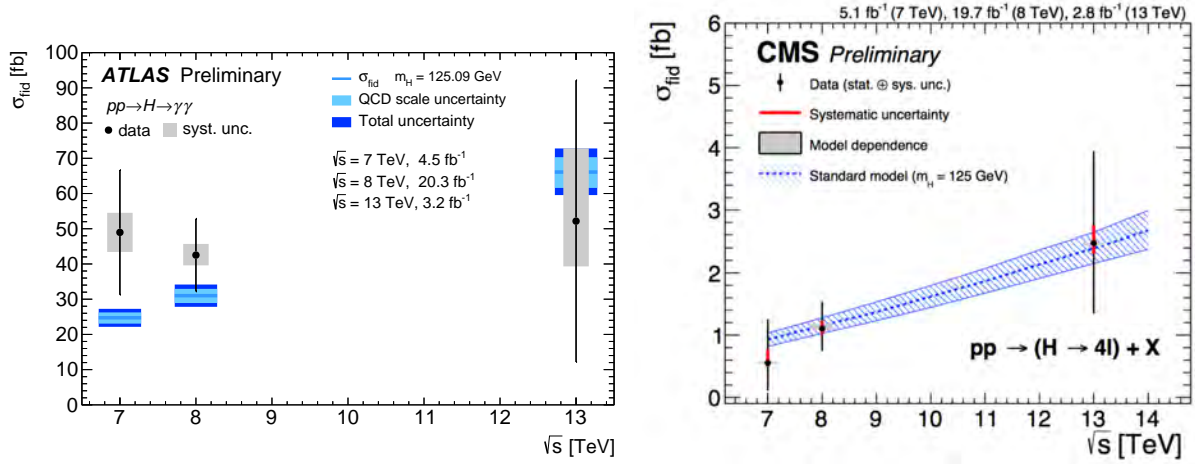 100
90
80
70
60
50
40
30
20
10
0
σfid [fb]
ATLAS Preliminary
pp→H→γγ
data
syst. unc.
σfid mH = 125.09 GeV
QCD scale uncertainty
Total uncertainty
√s = 7 TeV, 4.5 fb-1
√s = 8 TeV, 20.3 fb-1
√s = 13 TeV, 3.2 fb-1
7 8 9 10 11 12 13
√s [TeV]
5.1 fb-1 (7 TeV), 19.7 fb-1 (8 TeV), 2.8 fb-1 (13 TeV)
6
5
4
3
2
1
0
σfid [fb]
CMS Preliminary
Data (stat. ⊕ sys. unc.)
Systematic uncertainty
Model dependence
Standard model (mH = 125 GeV)
pp → (H → 4l) + X
7 8 9 10 11 12 13 14
√s [TeV]